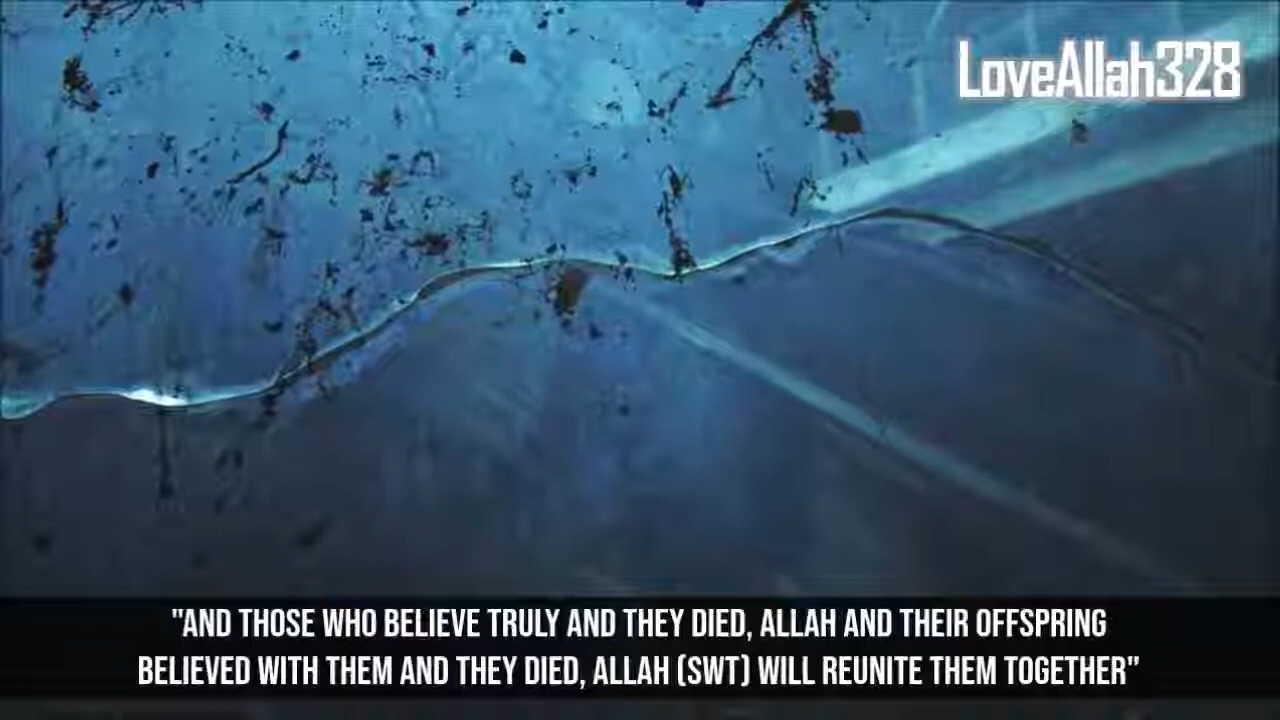 LoveAllah328
"AND THOSE WHO BELIEVE TRULY AND THEY DIED, ALLAH AND THEIR OFFSPRING
BELIEVED WITH THEM AND THEY DIED, ALLAH (SWT) WILL REUNITE THEM TOGETHER"